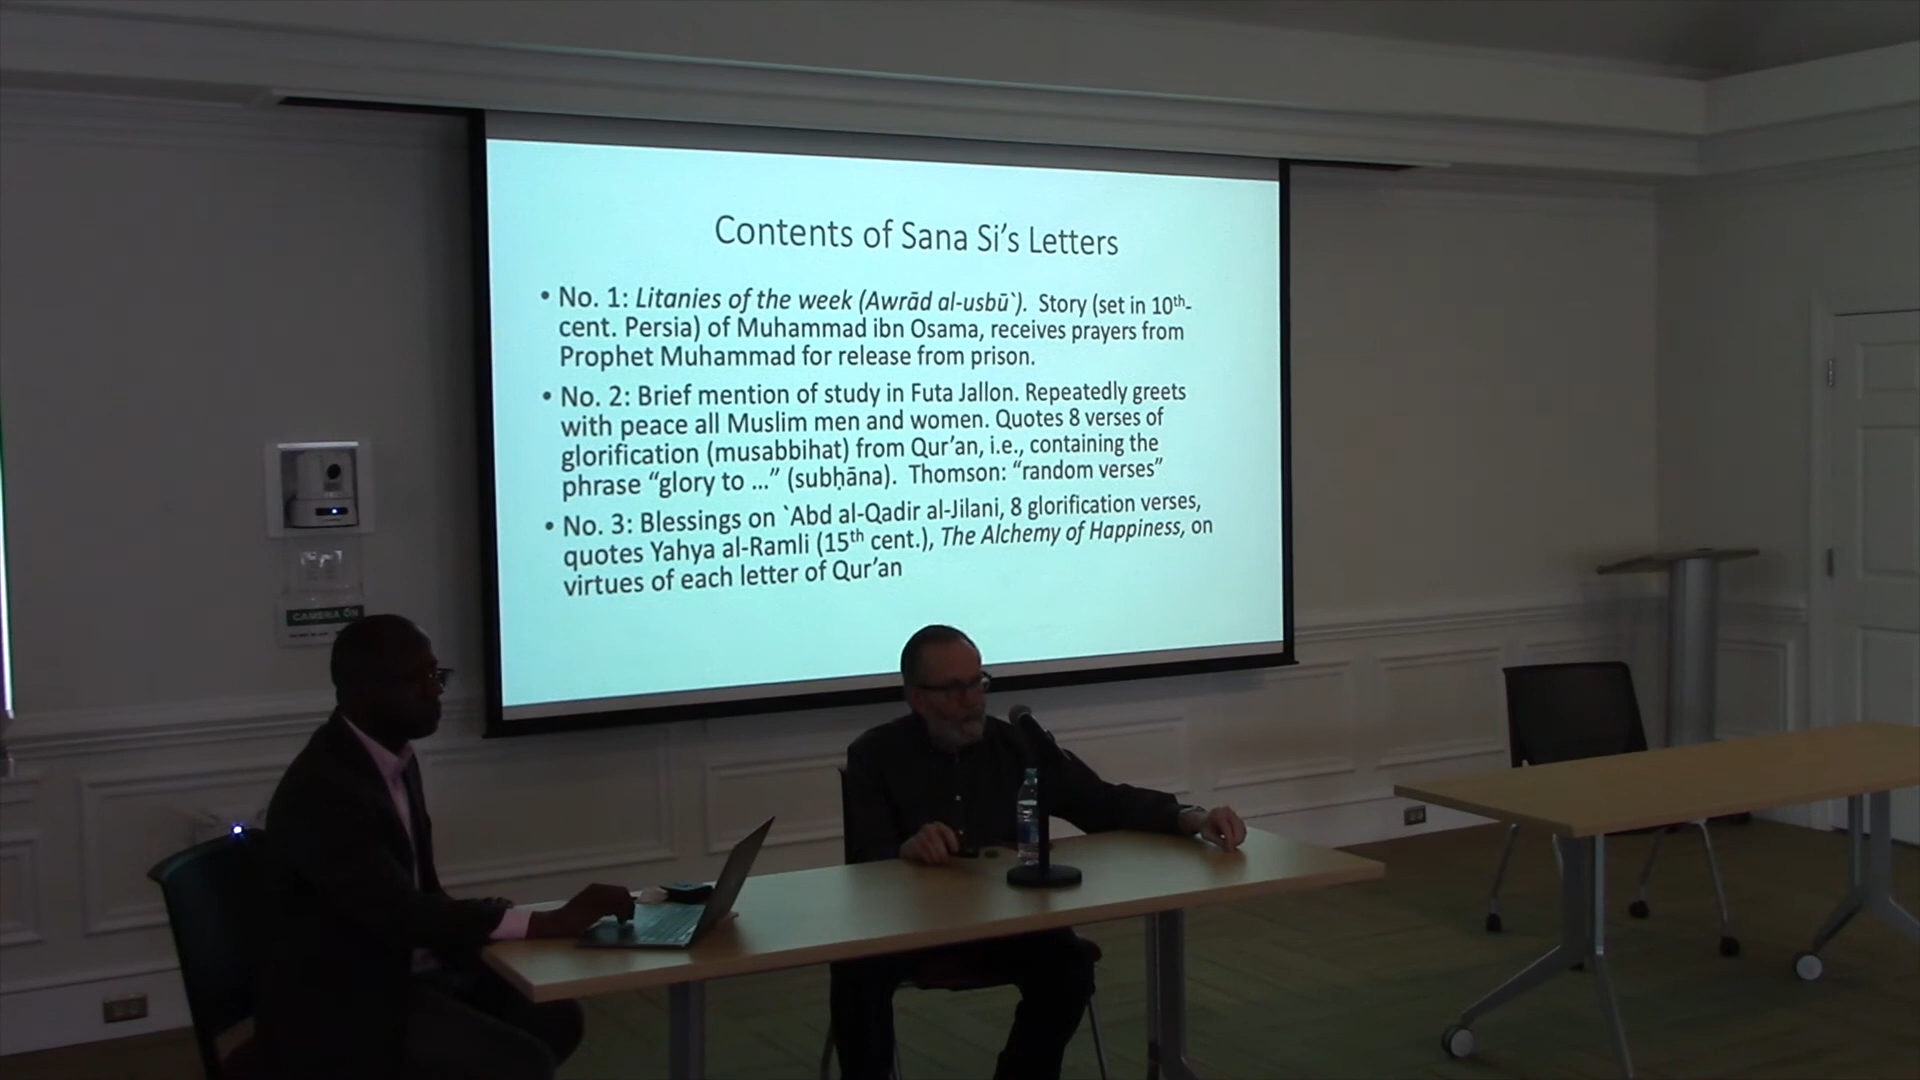 Contents of Sana Si’s Letters
• No. 1: Litanies of the week (Awrād al-usbū`). Story (set in 10th-
cent. Persia) of Muhammad ibn Osama, receives prayers from
Prophet Muhammad for release from prison.
• No. 2: Brief mention of study in Futa Jallon. Repeatedly greets
with peace all Muslim men and women. Quotes 8 verses of
glorification (musabbihat) from Qur’an, i.e., containing the
phrase “glory to ...” (subḥāna). Thomson: “random verses”
• No. 3: Blessings on `Abd al-Qadir al-Jilani, 8 glorification verses,
quotes Yahya al-Ramli (15th cent.), The Alchemy of Happiness, on
virtues of each letter of Qur’an
CAMERA ON